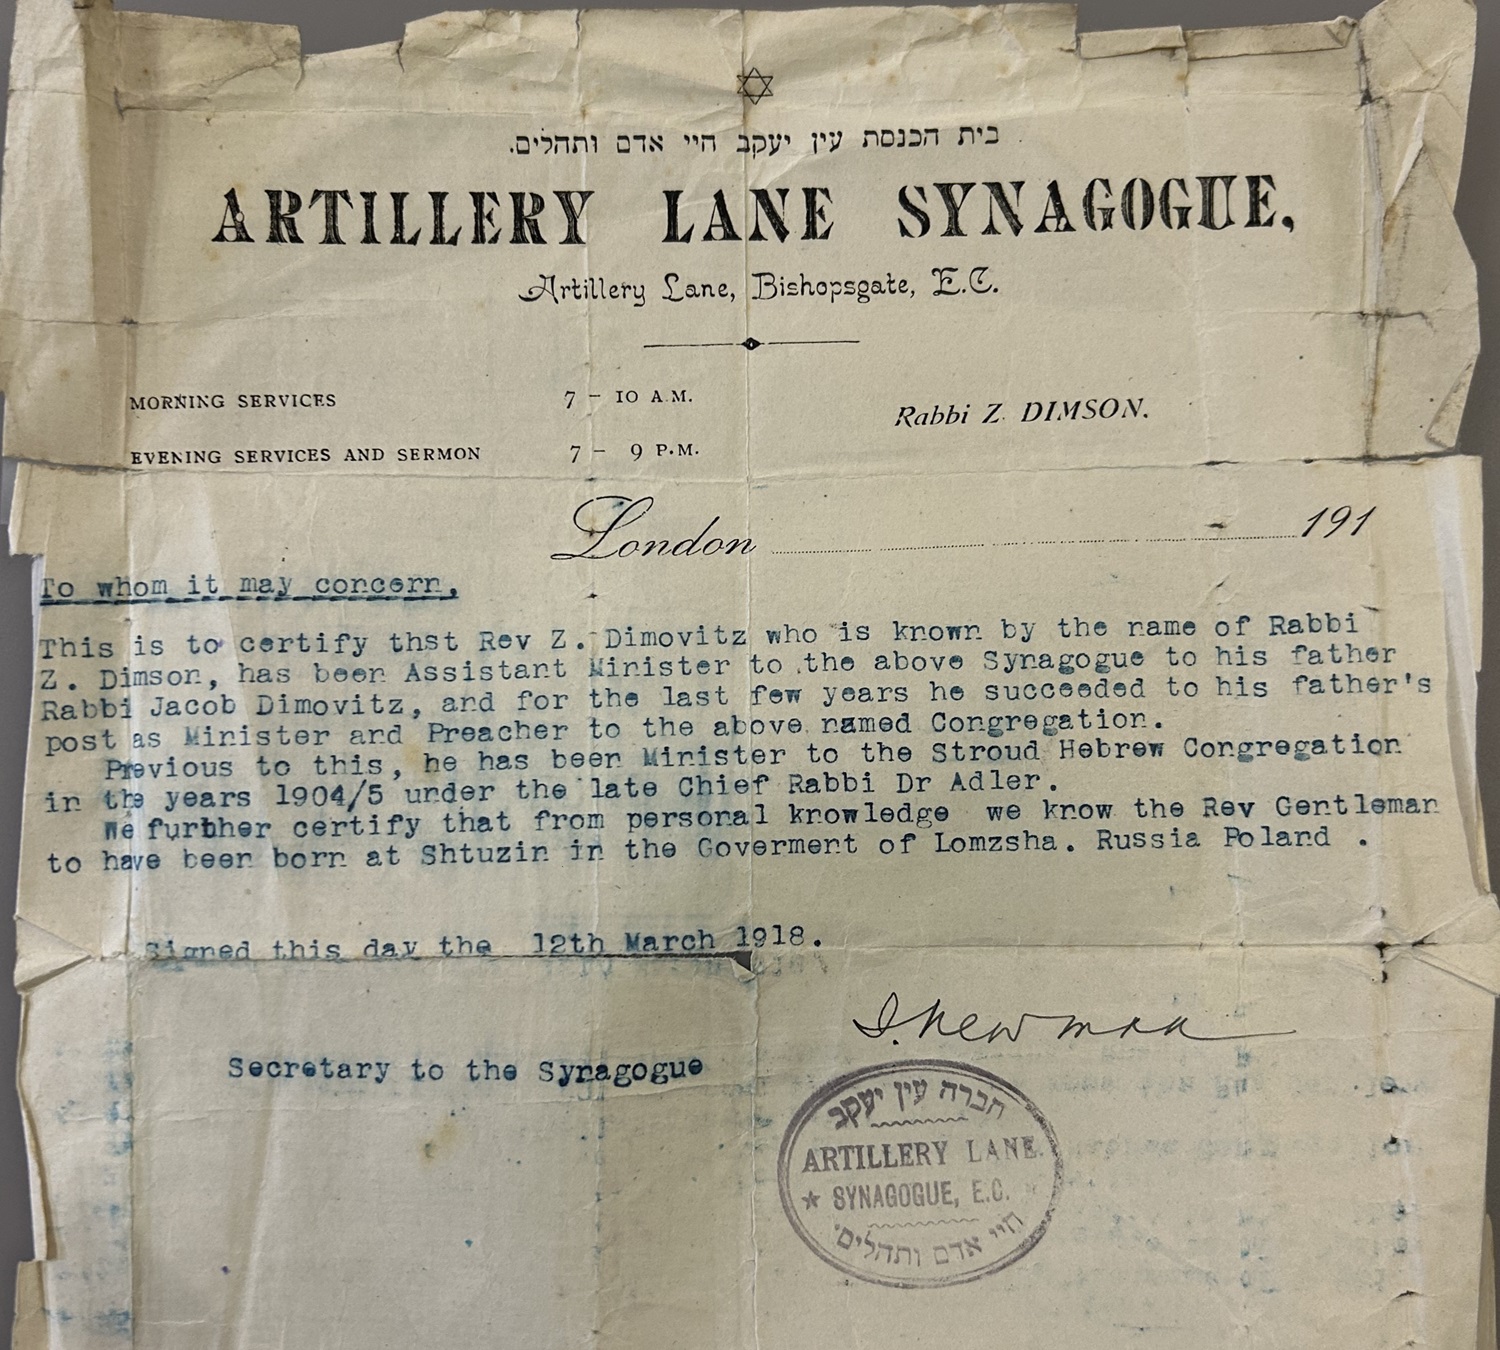 בית הכנסת עין יעקב חיי אדם ותהלים.
ARTILLERY LANE SYNAGOGUE,
Artillery Lane, Bishopsgate, E.C.
MORNING SERVICES 7 - 10 A.M.
Rabbi Z. DIMSON.
EVENING SERVICES AND SERMON 7 - 9 P.M.
London 191
To whom it may concern,
This is to certify thst Rev Z. Dimovitz who is known by the name of Rabbi
Z. Dimson, has been Assistant Minister to the above Synagogue to his father
Rabbi Jacob Dimovitz, and for the last few years he succeeded to his father's
post as Minister and Preacher to the above named Congregation.
Previous to this, he has been Minister to the Stroud Hebrew Congregation
in the years 1904/5 under the late Chief Rabbi Dr Adler.
We further certify that from personal knowledge we know the Rev Gentleman
to have been born at Shtuzin in the Goverment of Lomzsha. Russia Poland .
Signed this day the 12th March 1918.
I. Newman
Secretary to the Synagogue
חברה עין יעקב
ARTILLERY LANE
SYNAGOGUE, E.C.
חיי אדם ותהלים.